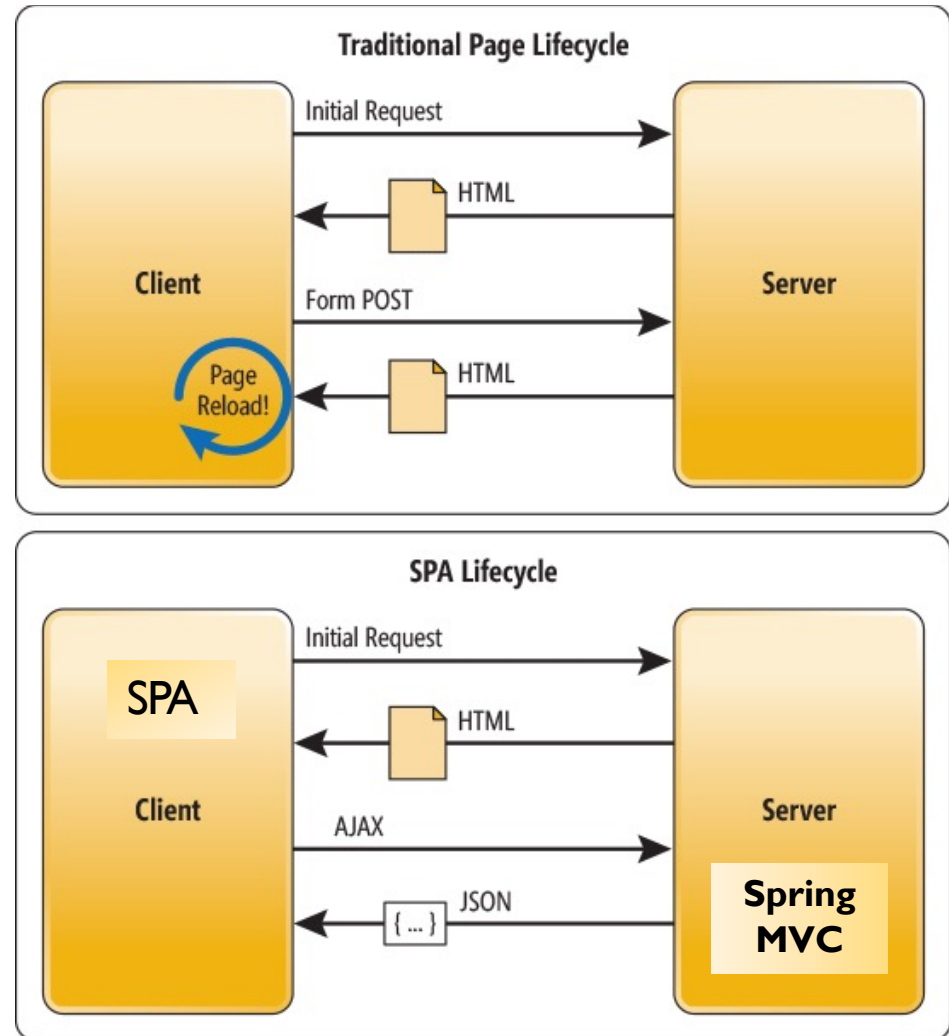 Traditional Page Lifecycle
Initial Request
HTML
Client
Server
Form POST
Page
Reload!
HTML
SPA Lifecycle
Initial Request
SPA
HTML
Client
Server
AJAX
JSON
{ ... }
Spring
MVC